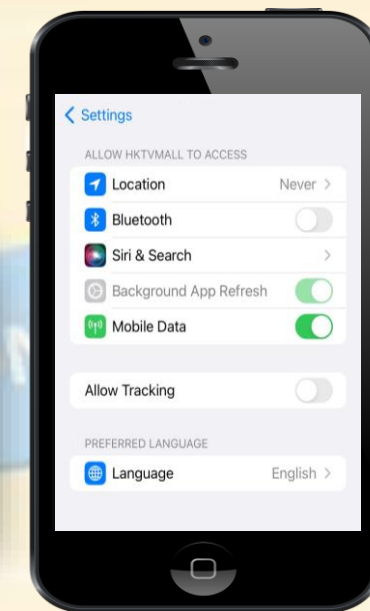 Settings
ALLOW HKTVMALL TO ACCESS
Location Never
Bluetooth
Siri & Search
Background App Refresh
Mobile Data
Allow Tracking
PREFERRED LANGUAGE
Language English